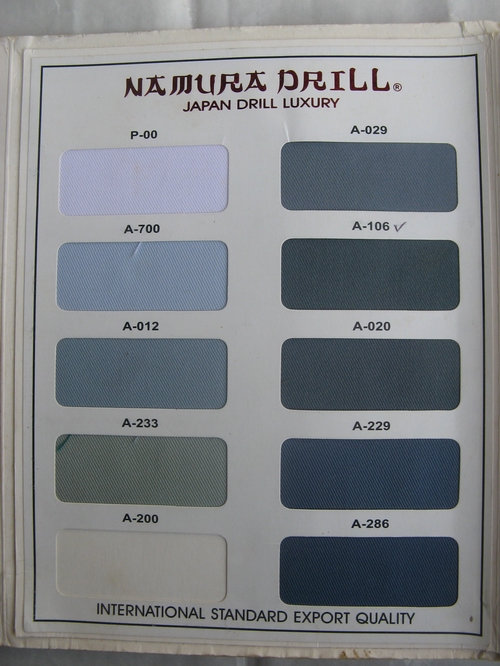 NAMURA DRILL®
JAPAN DRILL LUXURY
P-00 A-029
A-700 A-106 ✓
A-012 A-020
A-233 A-229
A-200 A-286
INTERNATIONAL STANDARD EXPORT QUALITY